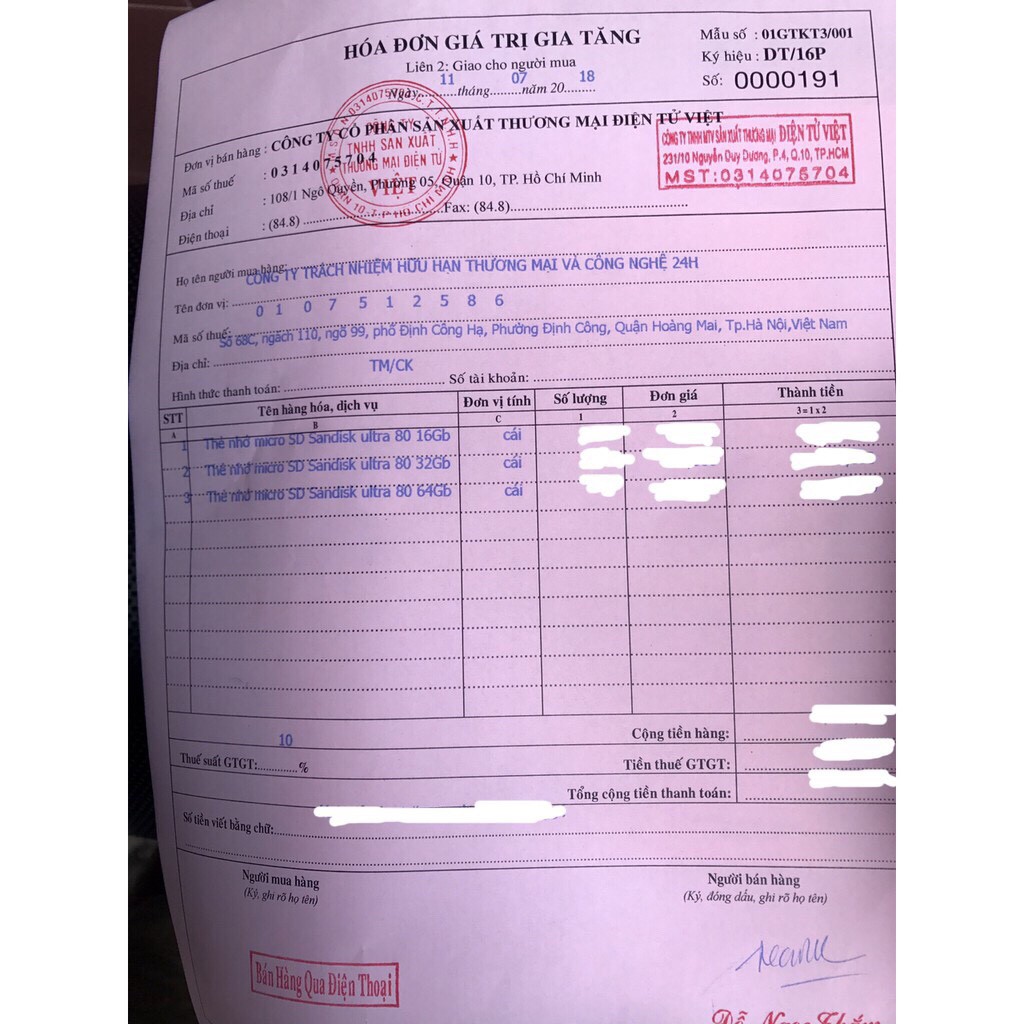 HÓA ĐƠN GIÁ TRỊ GIA TĂNG
Liên 2: Giao cho người mua
Ngày 11 tháng 07 năm 20 18
Mẫu số : 01GTKT3/001
Ký hiệu : DT/16P
Số: 0000191
Đơn vị bán hàng : CÔNG TY CỔ PHẦN SẢN XUẤT THƯƠNG MẠI ĐIỆN TỬ VIỆT
Mã số thuế : 0314075704
Địa chỉ : 108/1 Ngô Quyền, Phường 05, Quận 10, TP. Hồ Chí Minh
Điện thoại : (84.8) Fax: (84.8)
CÔNG TY
TNHH SẢN XUẤT
THƯƠNG MẠI ĐIỆN TỬ
VIỆT
CÔNG TY TNHH MTV SẢN XUẤT THƯƠNG MẠI ĐIỆN TỬ VIỆT
231/10 Nguyễn Duy Dương, P.4, Q.10, TP.HCM
MST:0314075704
Họ tên người mua hàng:
CÔNG TY TRÁCH NHIỆM HỮU HẠN THƯƠNG MẠI VÀ CÔNG NGHỆ 24H
Tên đơn vị:
0 1 0 7 5 1 2 5 8 6
Mã số thuế:
Số 68C, ngách 110, ngõ 99, phố Định Công Hạ, Phường Định Công, Quận Hoàng Mai, Tp.Hà Nội,Việt Nam
Địa chỉ:
TM/CK
Hình thức thanh toán: Số tài khoản:
STT Tên hàng hóa, dịch vụ Đơn vị tính Số lượng Đơn giá Thành tiền
A B C 1 2 3 = 1 x 2
1 Thẻ nhớ micro SD Sandisk ultra 80 16Gb cái
2 Thẻ nhớ micro SD Sandisk ultra 80 32Gb cái
3 Thẻ nhớ micro SD Sandisk ultra 80 64Gb cái
Cộng tiền hàng:
Thuế suất GTGT: 10 % Tiền thuế GTGT:
Tổng cộng tiền thanh toán:
Số tiền viết bằng chữ:
Người mua hàng Người bán hàng
(Ký, ghi rõ họ tên) (Ký, đóng dấu, ghi rõ họ tên)
Bán Hàng Qua Điện Thoại